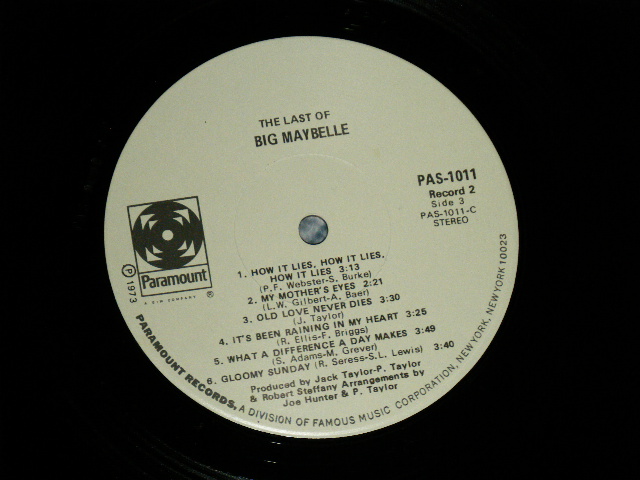 THE LAST OF
BIG MAYBELLE
PAS-1011
Record 2
Side 3
PAS-1011-C
STEREO
Paramount
®
A G+W COMPANY
Ⓟ 1973
1. HOW IT LIES, HOW IT LIES,
HOW IT LIES 3:13
(P.F. Webster-S. Burke)
2. MY MOTHER'S EYES 2:21
(L.W. Gilbert-A. Baer)
3. OLD LOVE NEVER DIES 3:30
(J. Taylor)
4. IT'S BEEN RAINING IN MY HEART 3:25
(R. Ellis-F. Briggs)
5. WHAT A DIFFERENCE A DAY MAKES 3:49
(S. Adams-M. Grever)
6. GLOOMY SUNDAY (R. Seress-S.L. Lewis) 3:40
Produced by Jack Taylor-P. Taylor
& Robert Steffany Arrangements by
Joe Hunter & P. Taylor
PARAMOUNT RECORDS, A DIVISION OF FAMOUS MUSIC CORPORATION, NEW YORK, NEW YORK 10023